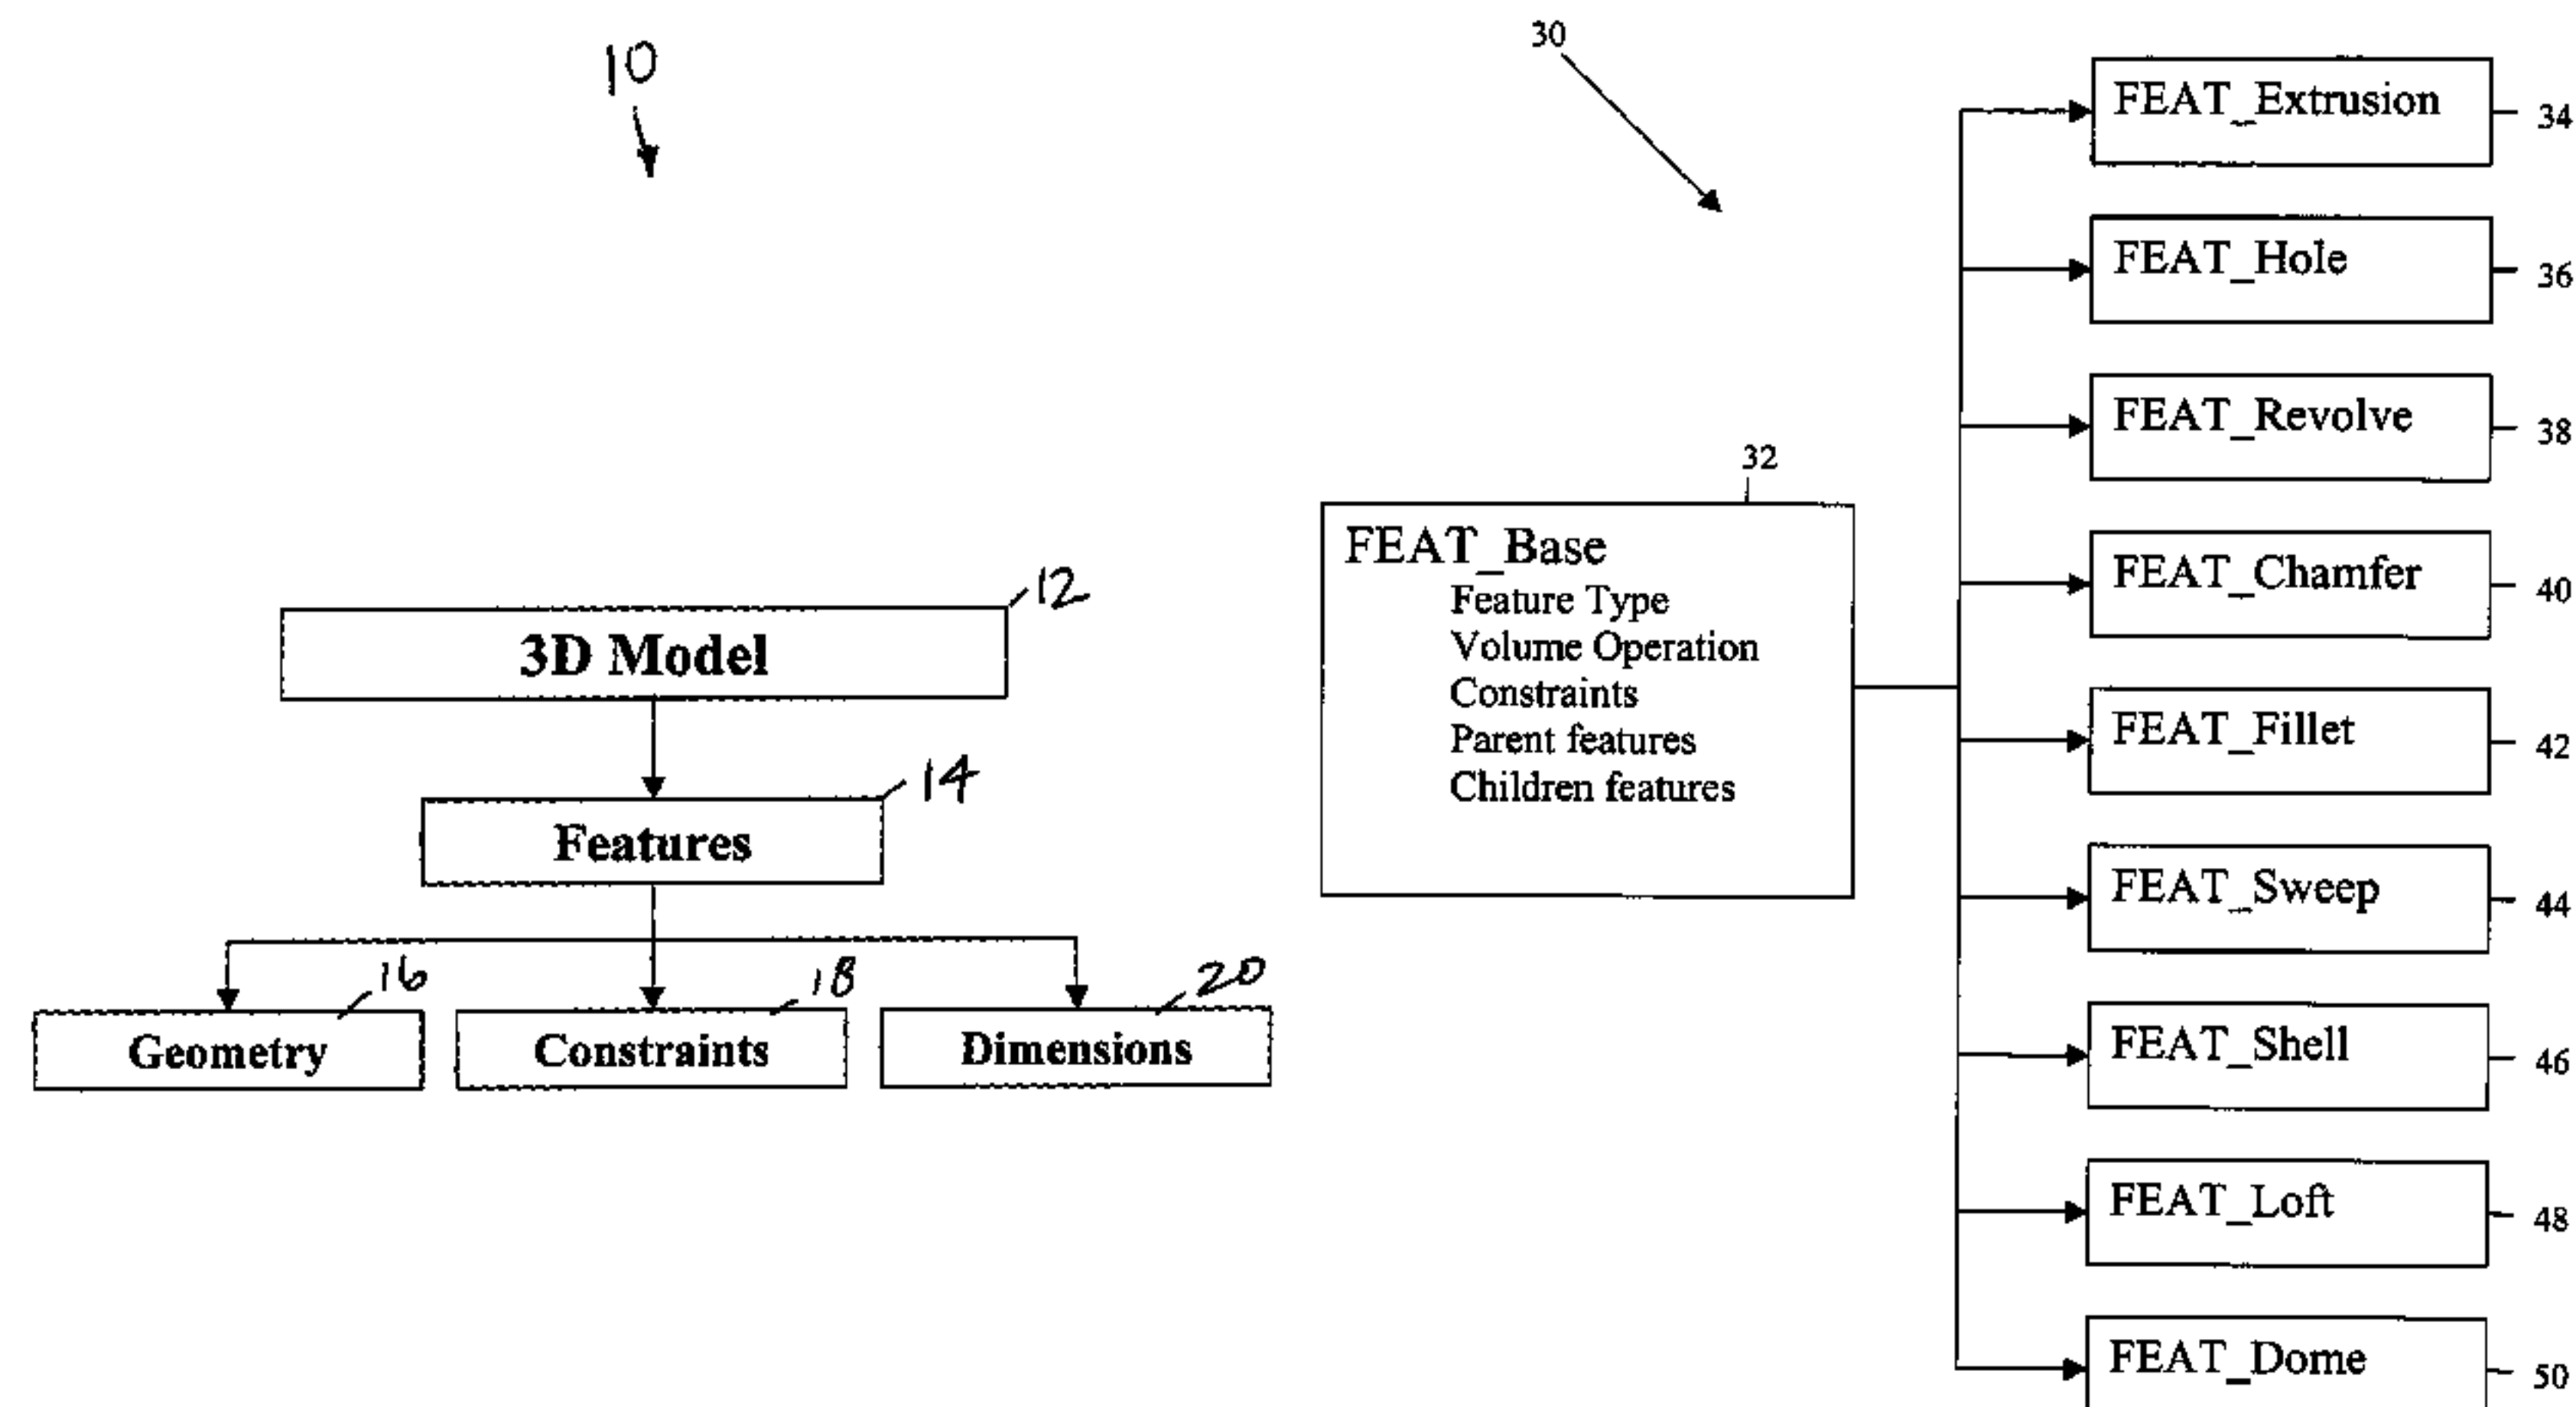 10
12
3D Model
14
Features
16
18
20
Geometry
Constraints
Dimensions
30
32
FEAT_Base
Feature Type
Volume Operation
Constraints
Parent features
Children features
FEAT_Extrusion
34
FEAT_Hole
36
FEAT_Revolve
38
FEAT_Chamfer
40
FEAT_Fillet
42
FEAT_Sweep
44
FEAT_Shell
46
FEAT_Loft
48
FEAT_Dome
50